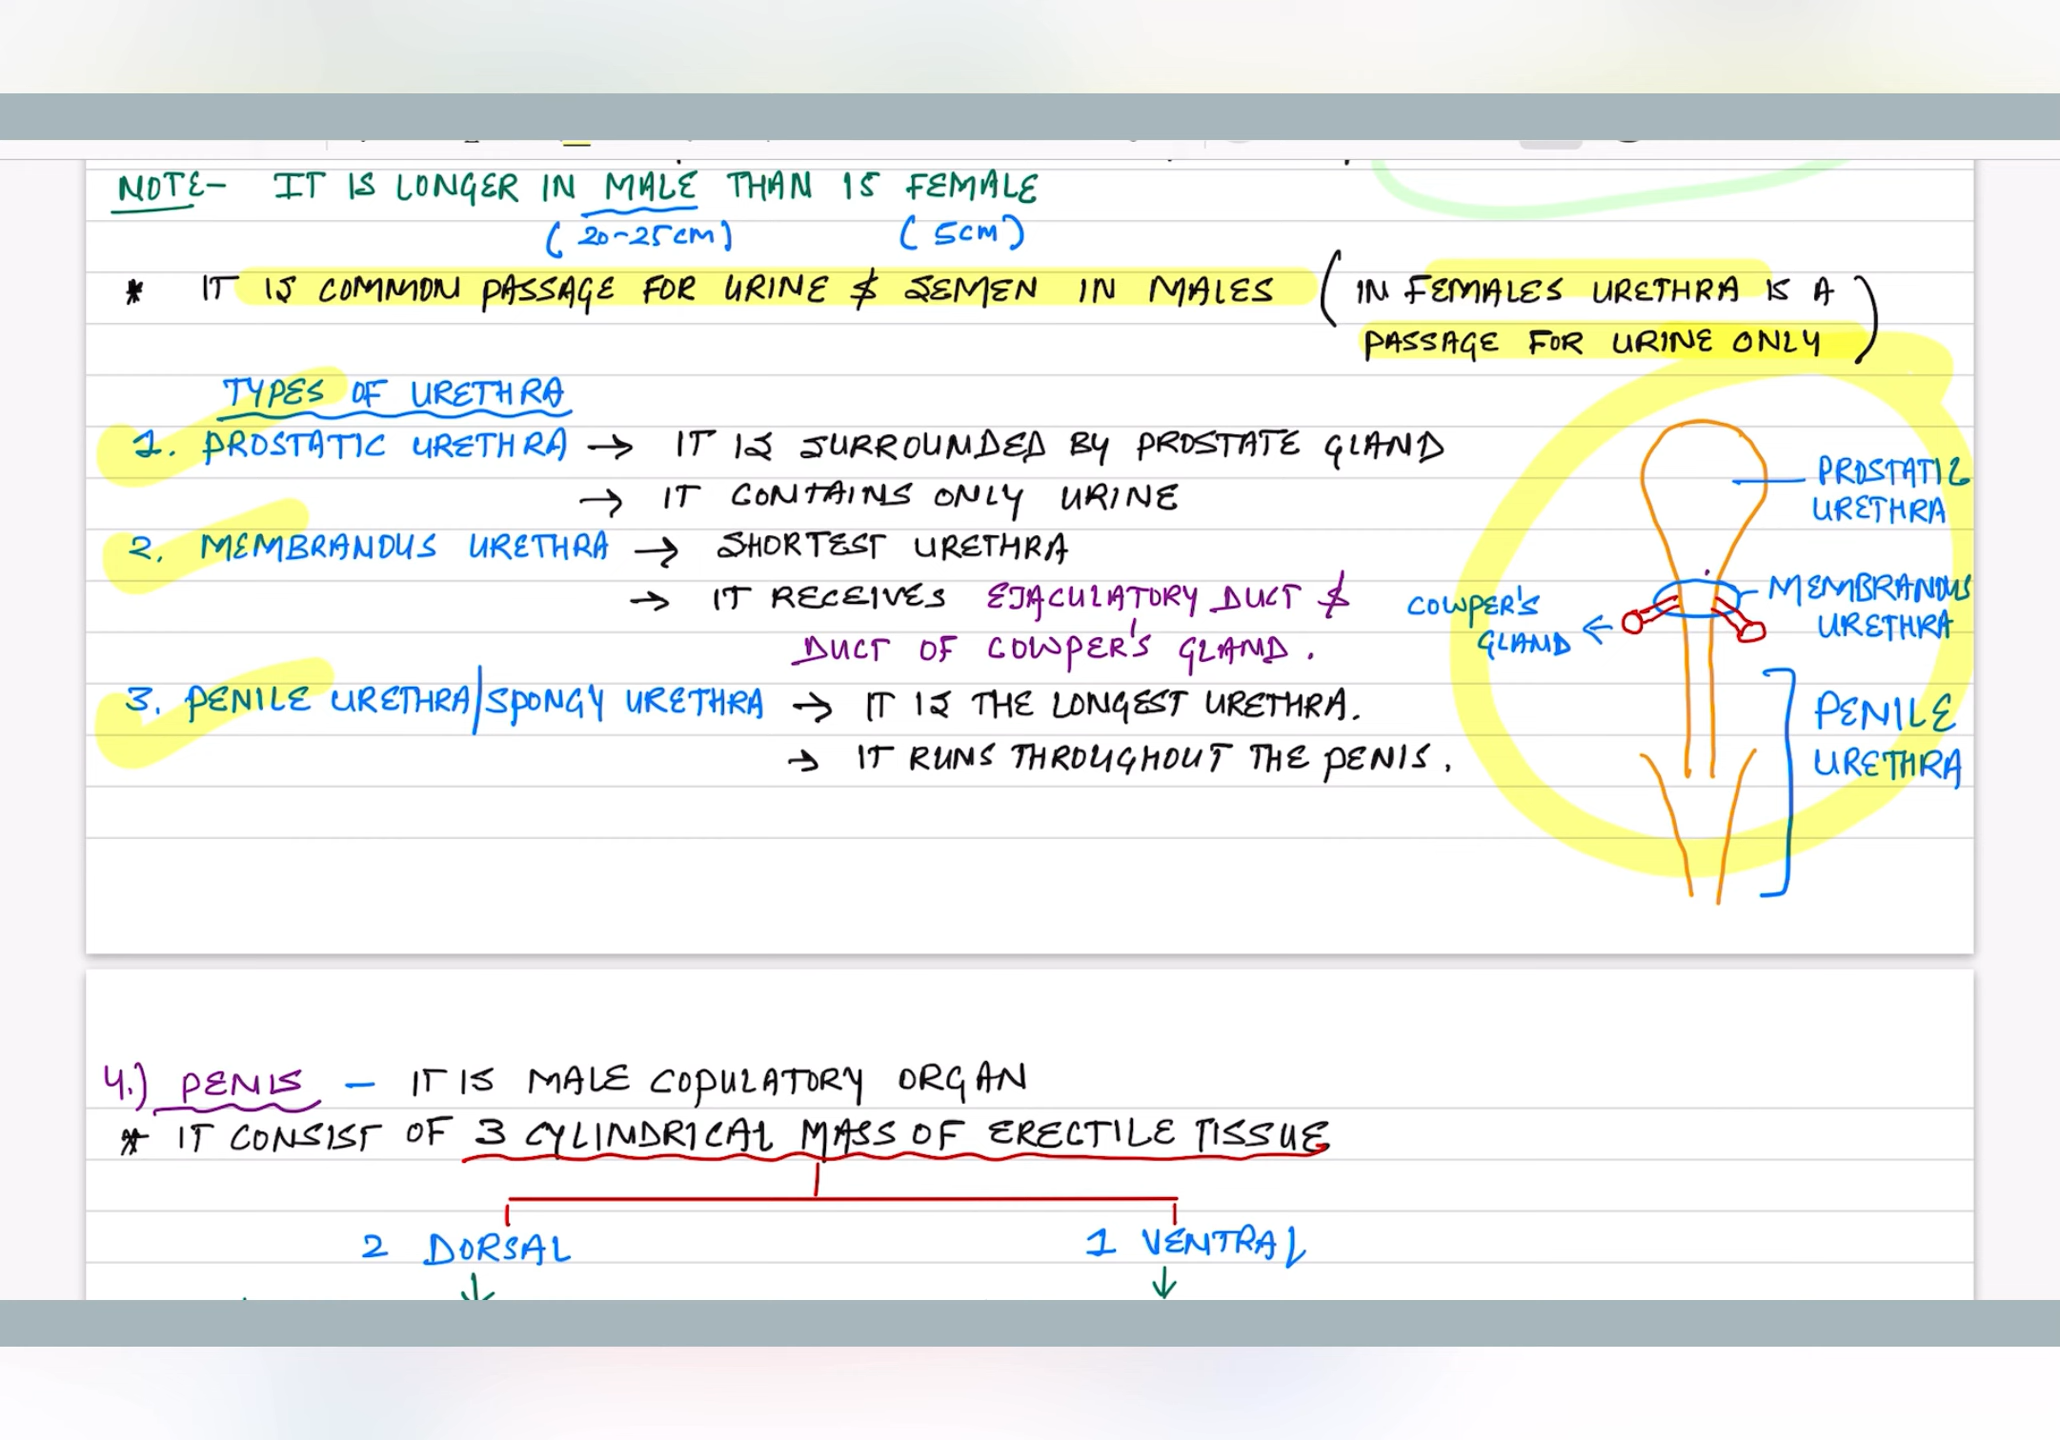 NOTE- IT IS LONGER IN MALE THAN IS FEMALE
(20-25cm) (5cm)
* IT IS COMMON PASSAGE FOR URINE & SEMEN IN MALES (IN FEMALES URETHRA IS A
PASSAGE FOR URINE ONLY)
TYPES OF URETHRA
1. PROSTATIC URETHRA → IT IS SURROUNDED BY PROSTATE GLAND
→ IT CONTAINS ONLY URINE
2. MEMBRANOUS URETHRA → SHORTEST URETHRA
→ IT RECEIVES EJACULATORY DUCT &
DUCT OF COWPER'S GLAND.
3. PENILE URETHRA/SPONGY URETHRA → IT IS THE LONGEST URETHRA.
→ IT RUNS THROUGHOUT THE PENIS.
PROSTATIC
URETHRA
MEMBRANOUS
URETHRA
COWPER'S
GLAND ←
PENILE
URETHRA
4.) PENIS - IT IS MALE COPULATORY ORGAN
* IT CONSIST OF 3 CYLINDRICAL MASS OF ERECTILE TISSUE
2 DORSAL 1 VENTRAL
↓ ↓